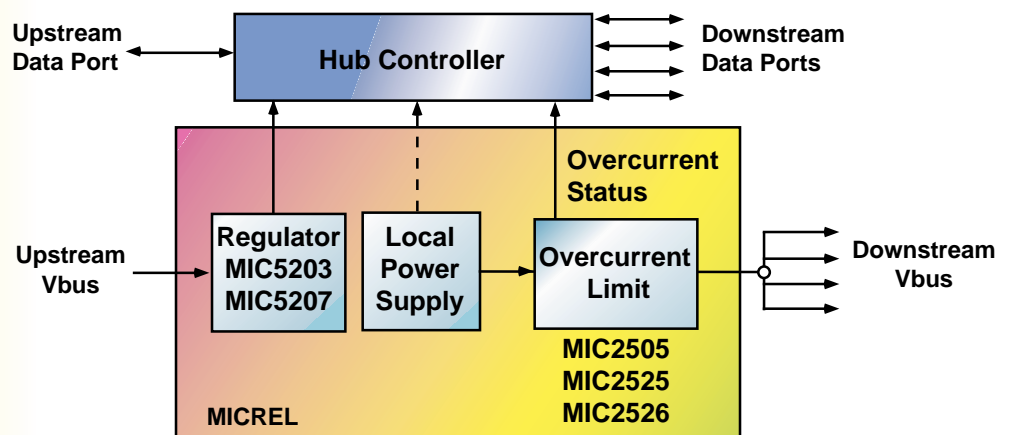 Upstream
Data Port
Hub Controller
Downstream
Data Ports
Overcurrent
Status
Upstream
Vbus
Regulator
MIC5203
MIC5207
Local
Power
Supply
Overcurrent
Limit
Downstream
Vbus
MIC2505
MIC2525
MIC2526
MICREL